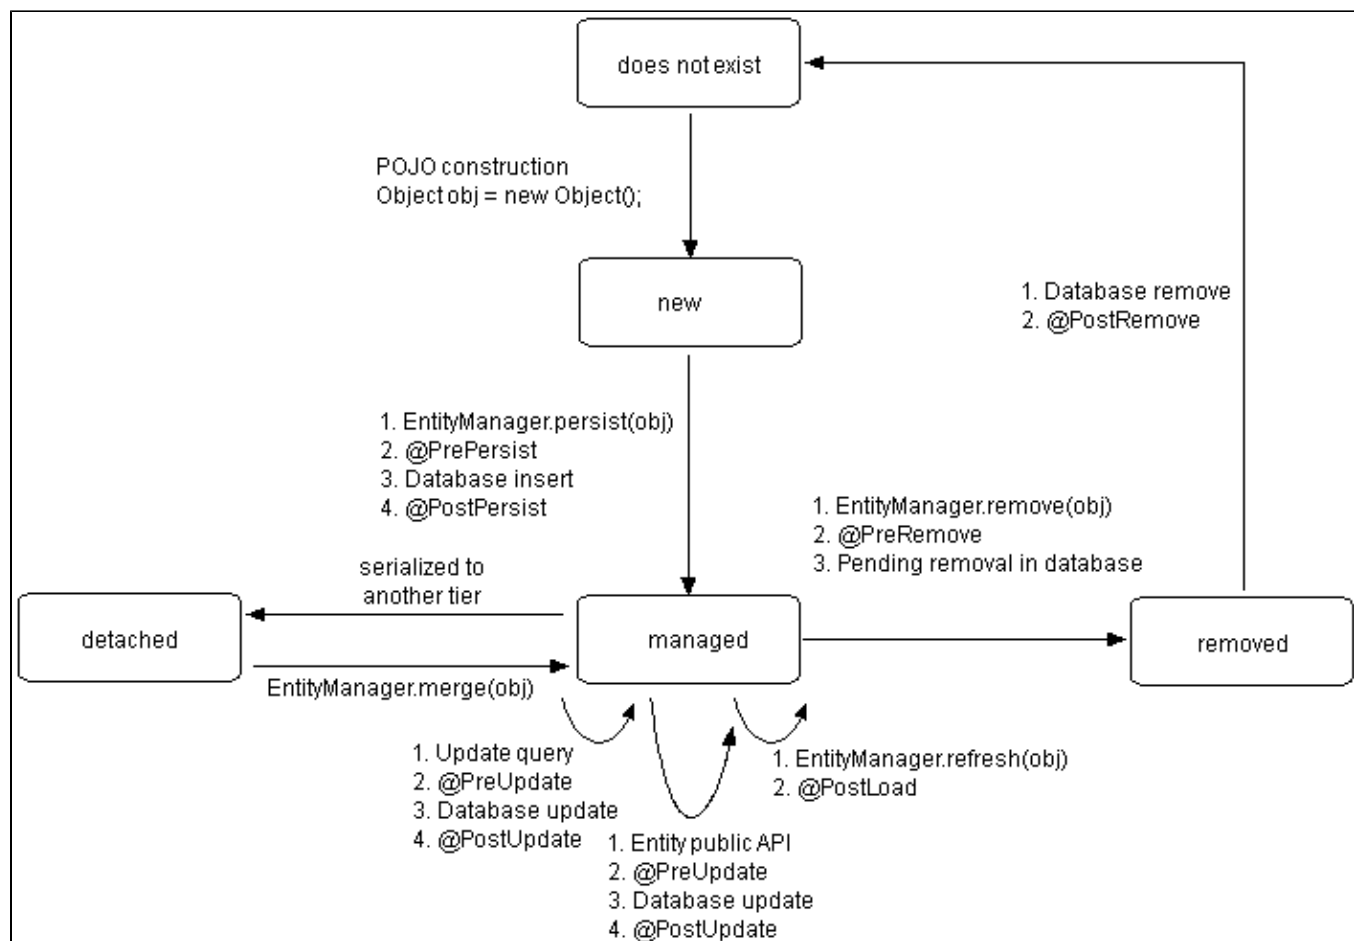 does not exist
POJO construction
Object obj = new Object();
new
1. Database remove
2. @PostRemove
1. EntityManager.persist(obj)
2. @PrePersist
3. Database insert
4. @PostPersist
1. EntityManager.remove(obj)
2. @PreRemove
3. Pending removal in database
serialized to
another tier
detached
managed
removed
EntityManager.merge(obj)
1. Update query
2. @PreUpdate
3. Database update
4. @PostUpdate
1. EntityManager.refresh(obj)
2. @PostLoad
1. Entity public API
2. @PreUpdate
3. Database update
4. @PostUpdate